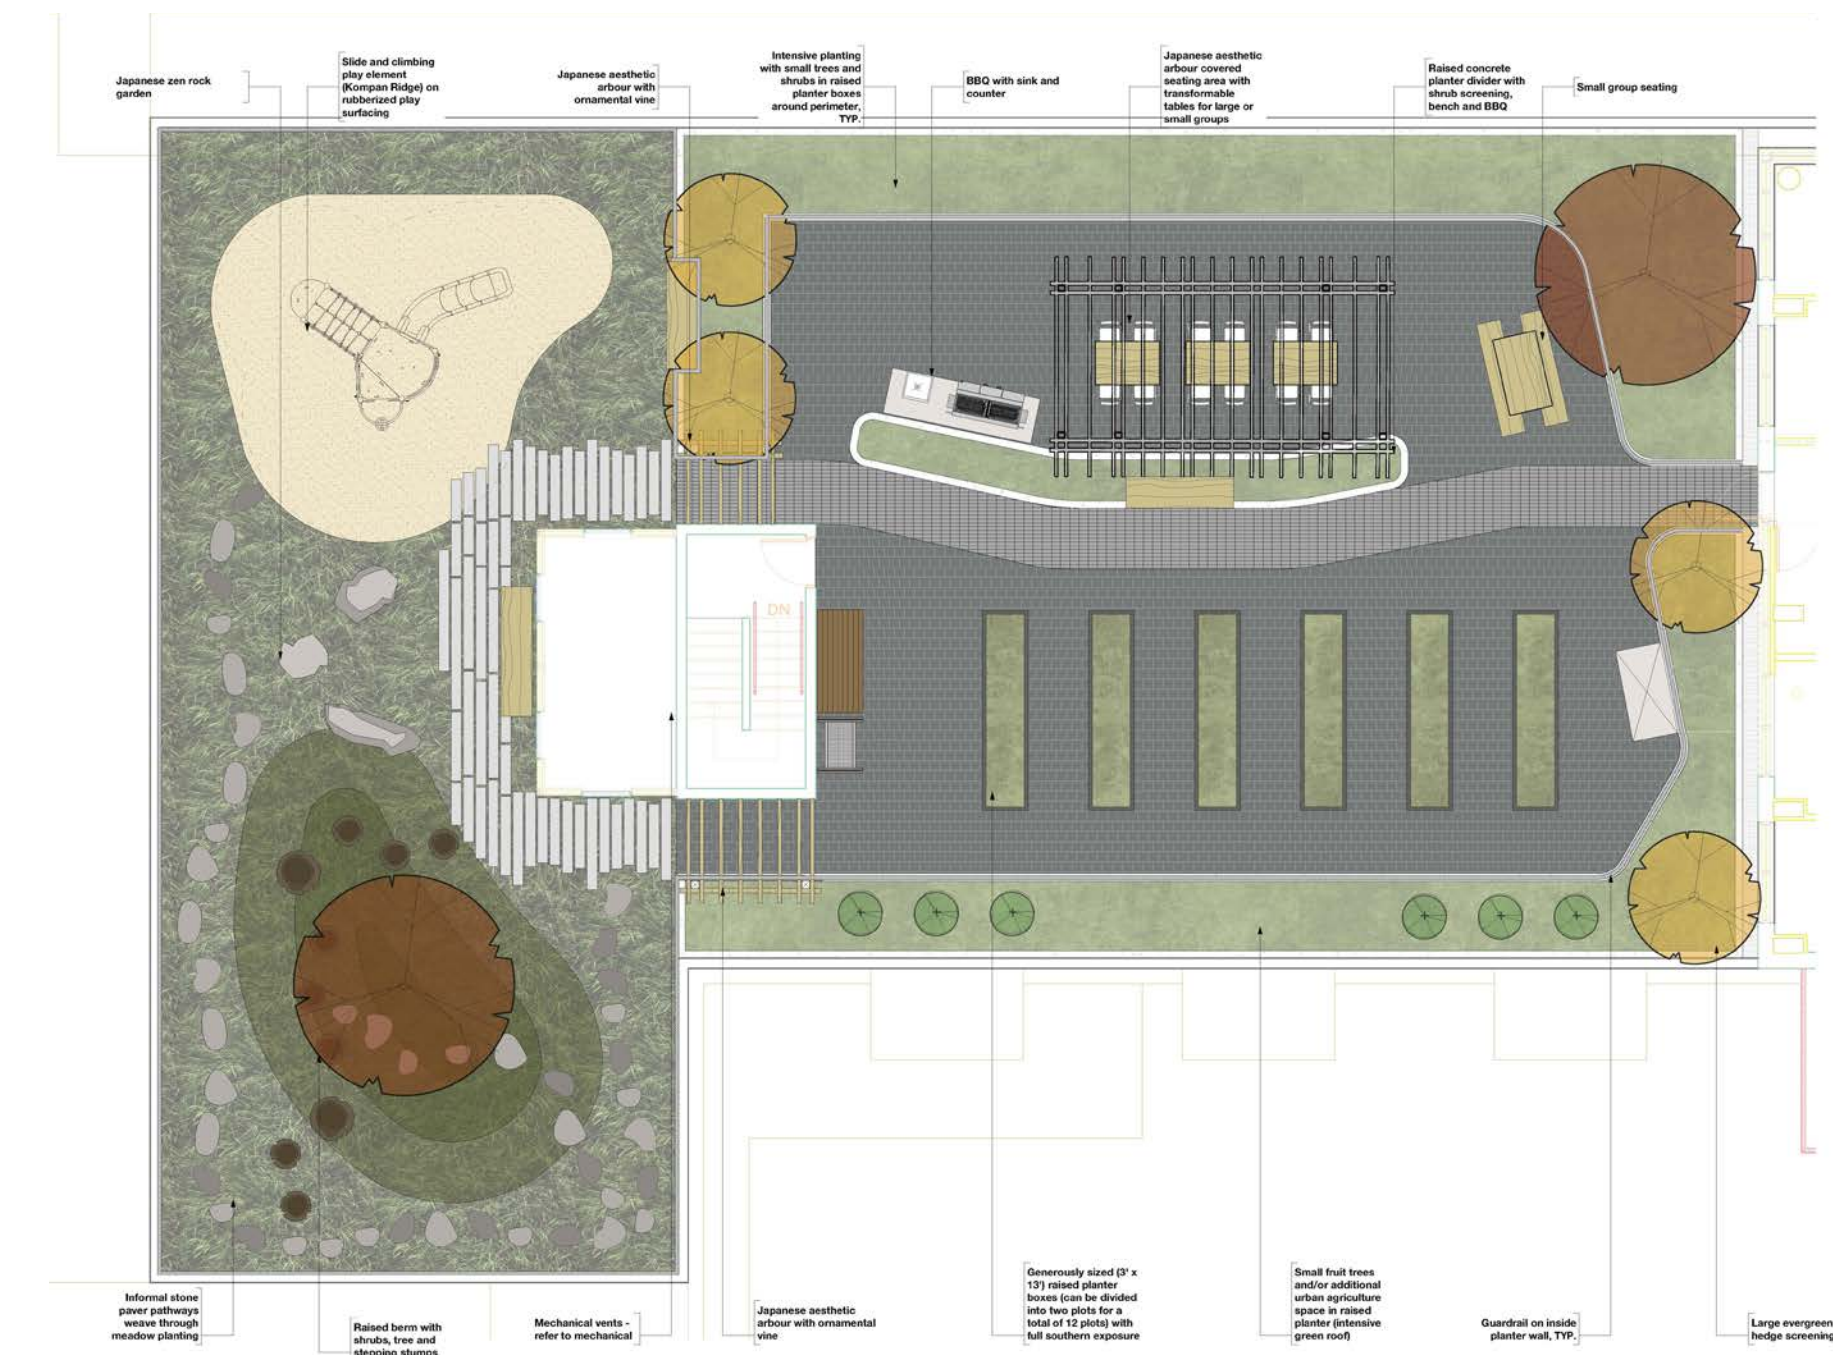 Japanese zen rock
garden
Slide and climbing
play element
(Kompan Ridge) on
rubberized play
surfacing
Japanese aesthetic
arbour with
ornamental vine
Intensive planting
with small trees and
shrubs in raised
planter boxes
around perimeter,
TYP.
BBQ with sink and
counter
Japanese aesthetic
arbour covered
seating area with
transformable
tables for large or
small groups
Raised concrete
planter divider with
shrub screening,
bench and BBQ
Small group seating
DN
Informal stone
paver pathways
weave through
meadow planting
Raised berm with
shrubs, tree and
stepping stumps
Mechanical vents -
refer to mechanical
Japanese aesthetic
arbour with ornamental
vine
Generously sized (3' x
13') raised planter
boxes (can be divided
into two plots for a
total of 12 plots) with
full southern exposure
Small fruit trees
and/or additional
urban agriculture
space in raised
planter (intensive
green roof)
Guardrail on inside
planter wall, TYP.
Large evergreen
hedge screening